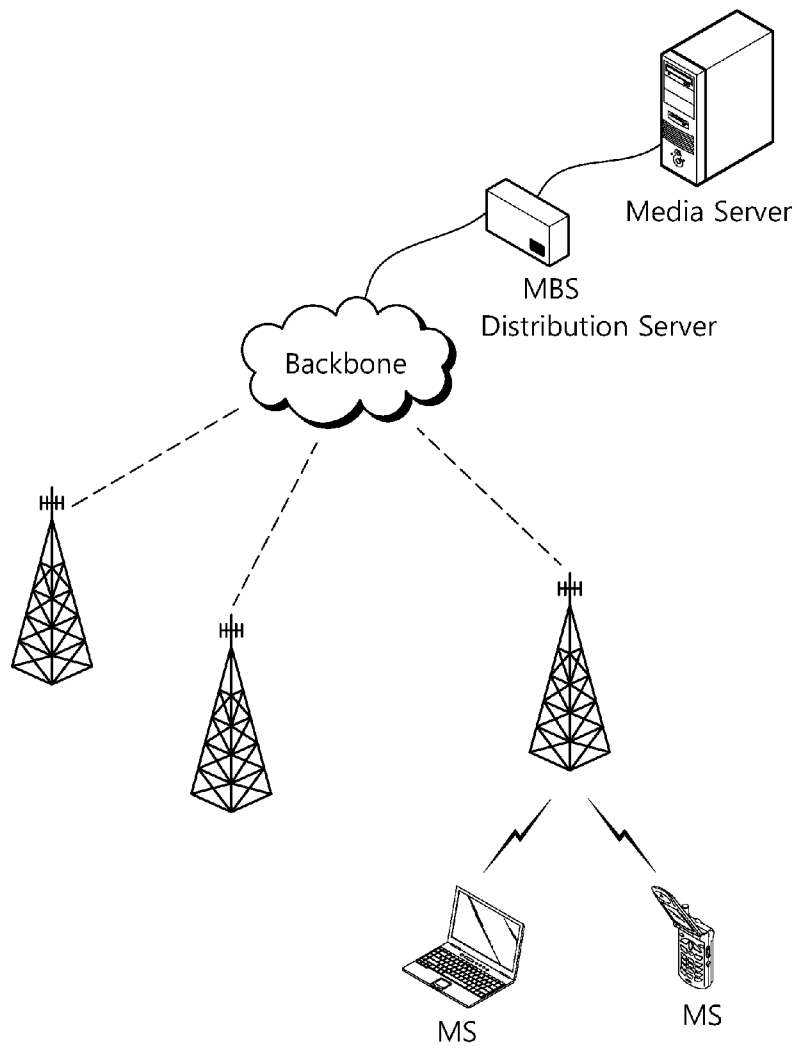 Media Server
MBS
Distribution Server
Backbone
MS
MS